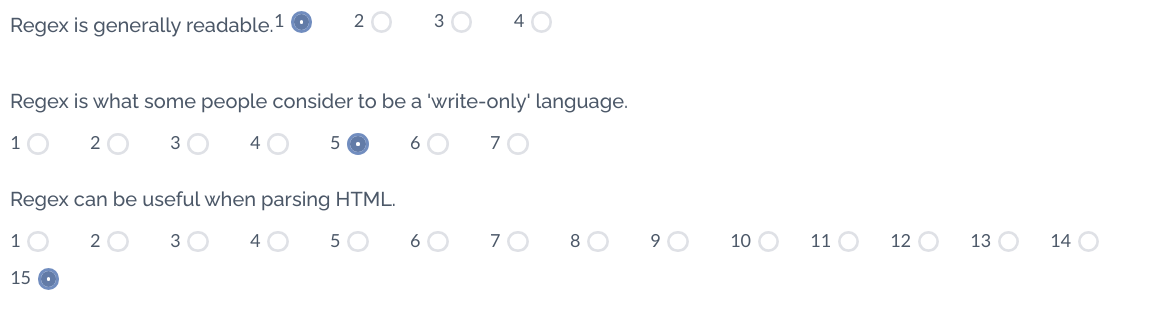 Regex is generally readable.1 2 3 4
Regex is what some people consider to be a 'write-only' language.
1 2 3 4 5 6 7
Regex can be useful when parsing HTML.
1 2 3 4 5 6 7 8 9 10 11 12 13 14
15